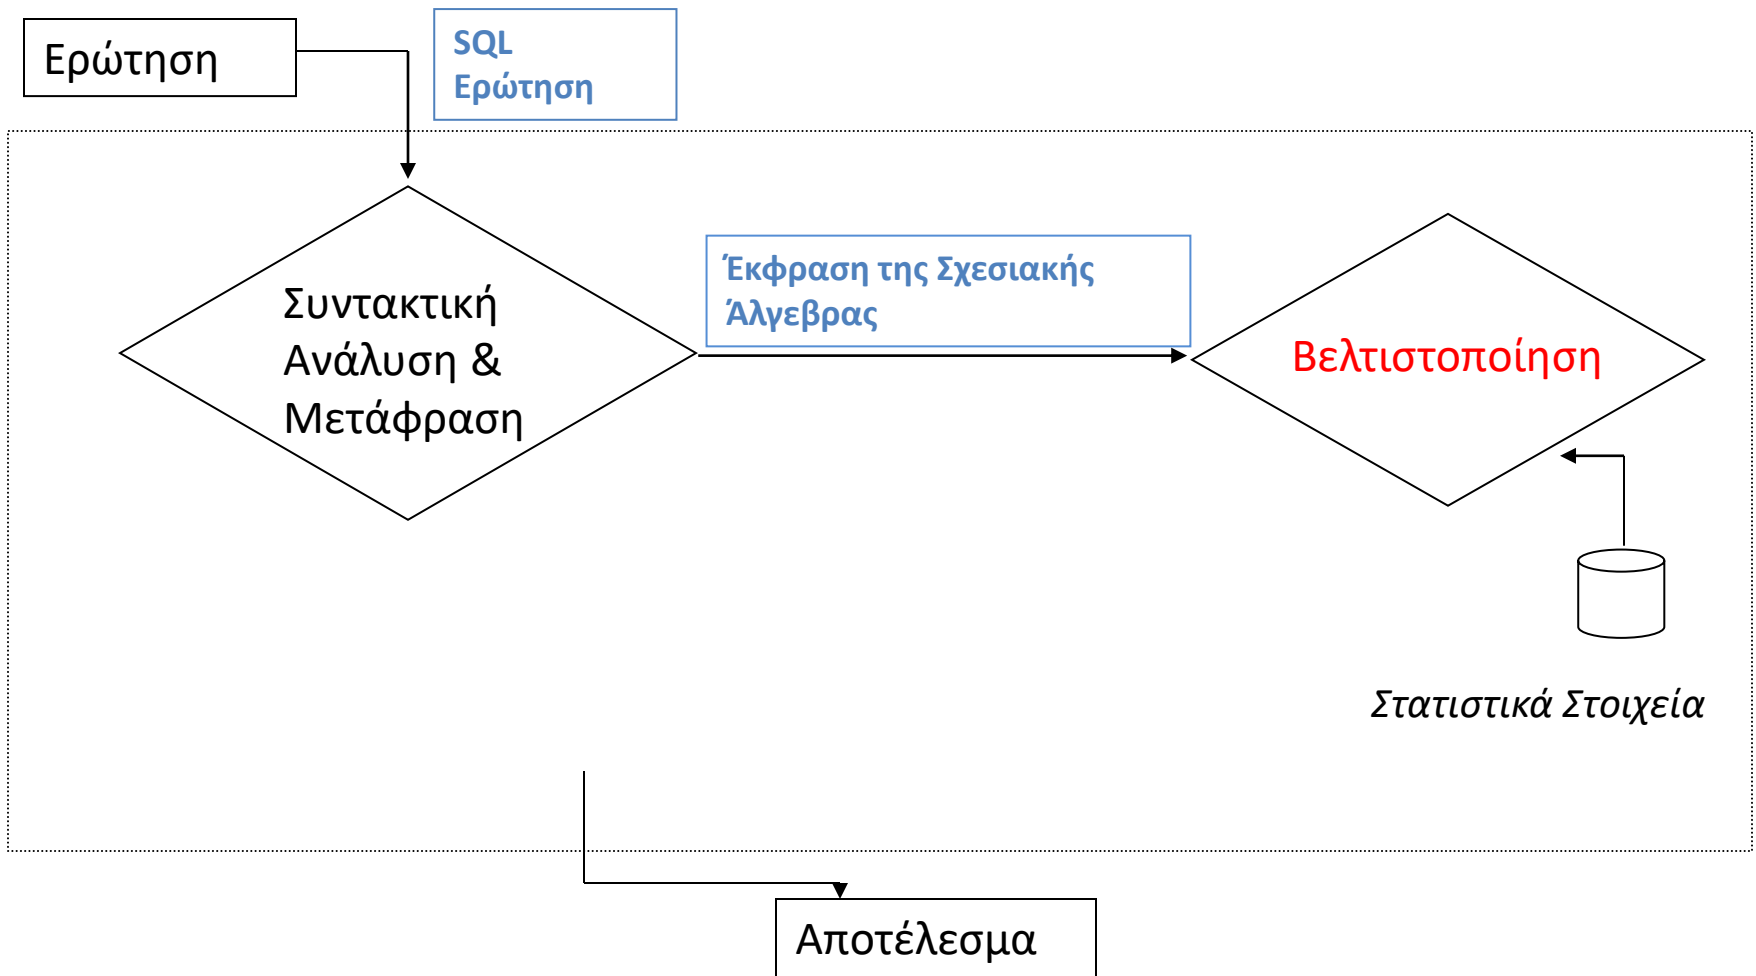 Ερώτηση
SQL
Ερώτηση
Έκφραση της Σχεσιακής
Άλγεβρας
Συντακτική
Ανάλυση &
Μετάφραση
Βελτιστοποίηση
Στατιστικά Στοιχεία
Αποτέλεσμα